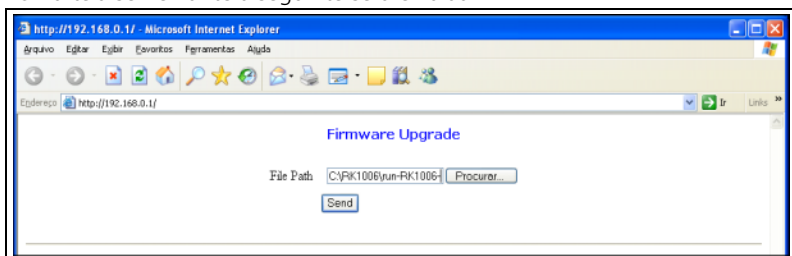 http://192.168.0.1/ - Microsoft Internet Explorer
Arquivo Editar Exibir Favoritos Ferramentas Ajuda
Endereço http://192.168.0.1/ Ir Links »
Firmware Upgrade
File Path C:\RK1006\run-RK1006- Procurar...
Send